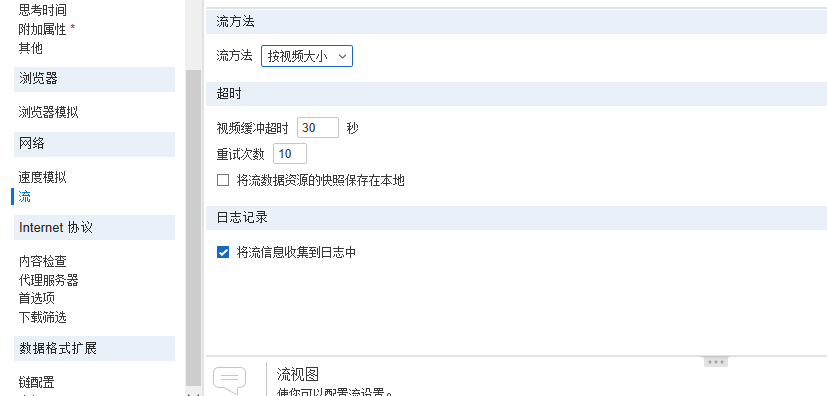 思考时间
附加属性 *
其他
浏览器
浏览器模拟
网络
速度模拟
流
Internet 协议
内容检查
代理服务器
首选项
下载筛选
数据格式扩展
链配置
流方法
流方法 按视频大小
超时
视频缓冲超时 30 秒
重试次数 10
将流数据资源的快照保存在本地
日志记录
将流信息收集到日志中
流视图
使你可以配置流设置。